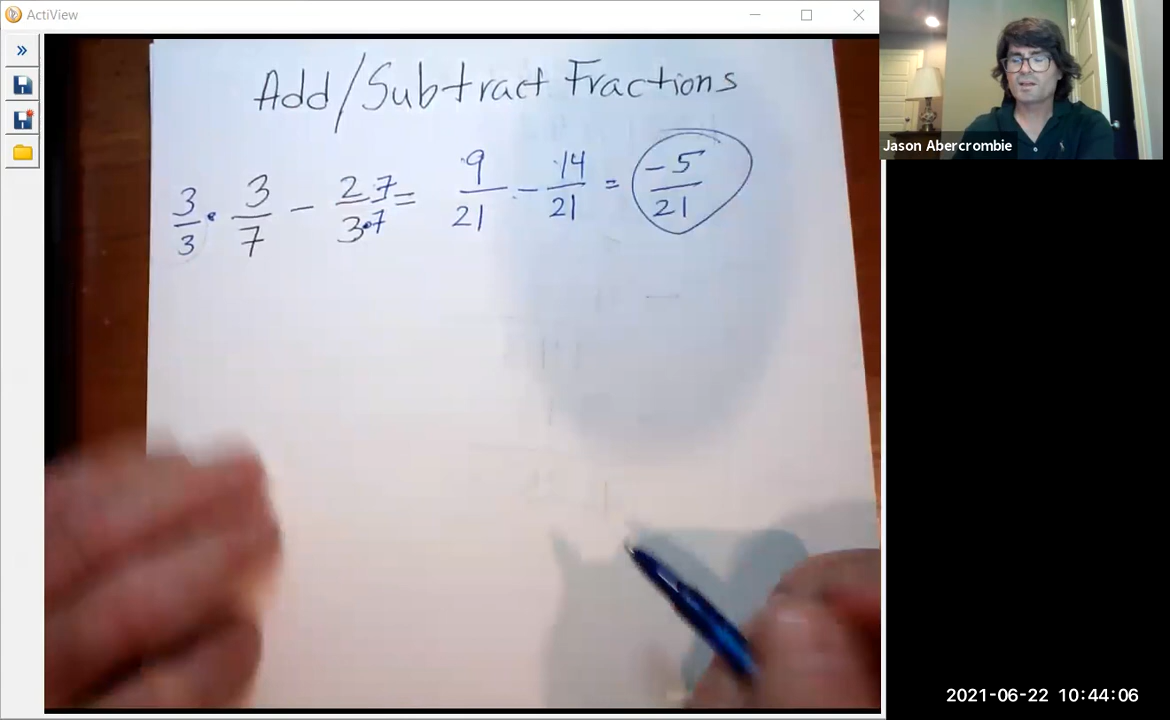 ActiView
Add/Subtract Fractions
3/3 · 3/7 - 2·7/3·7 = 9/21 - 14/21 = -5/21
Jason Abercrombie
2021-06-22 10:44:06